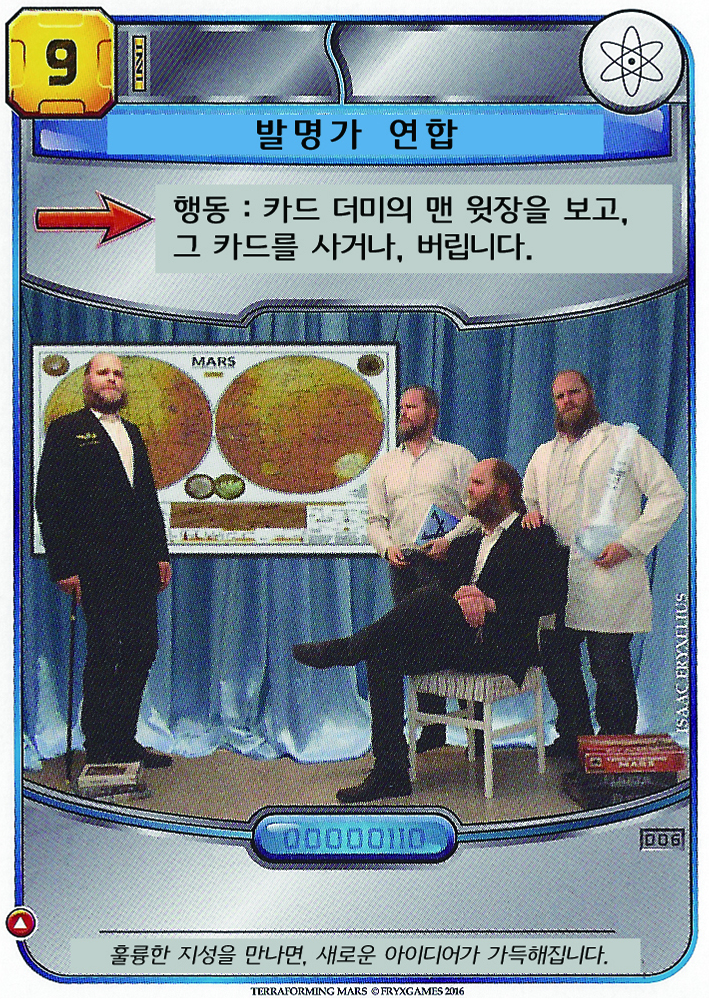 9
발명가 연합
행동 : 카드 더미의 맨 윗장을 보고,
그 카드를 사거나, 버립니다.
MARS
ISAAC FRYXELIUS
MARS
00000110
006
훌륭한 지성을 만나면, 새로운 아이디어가 가득해집니다.
TERRAFORMING MARS © FRYXGAMES 2016